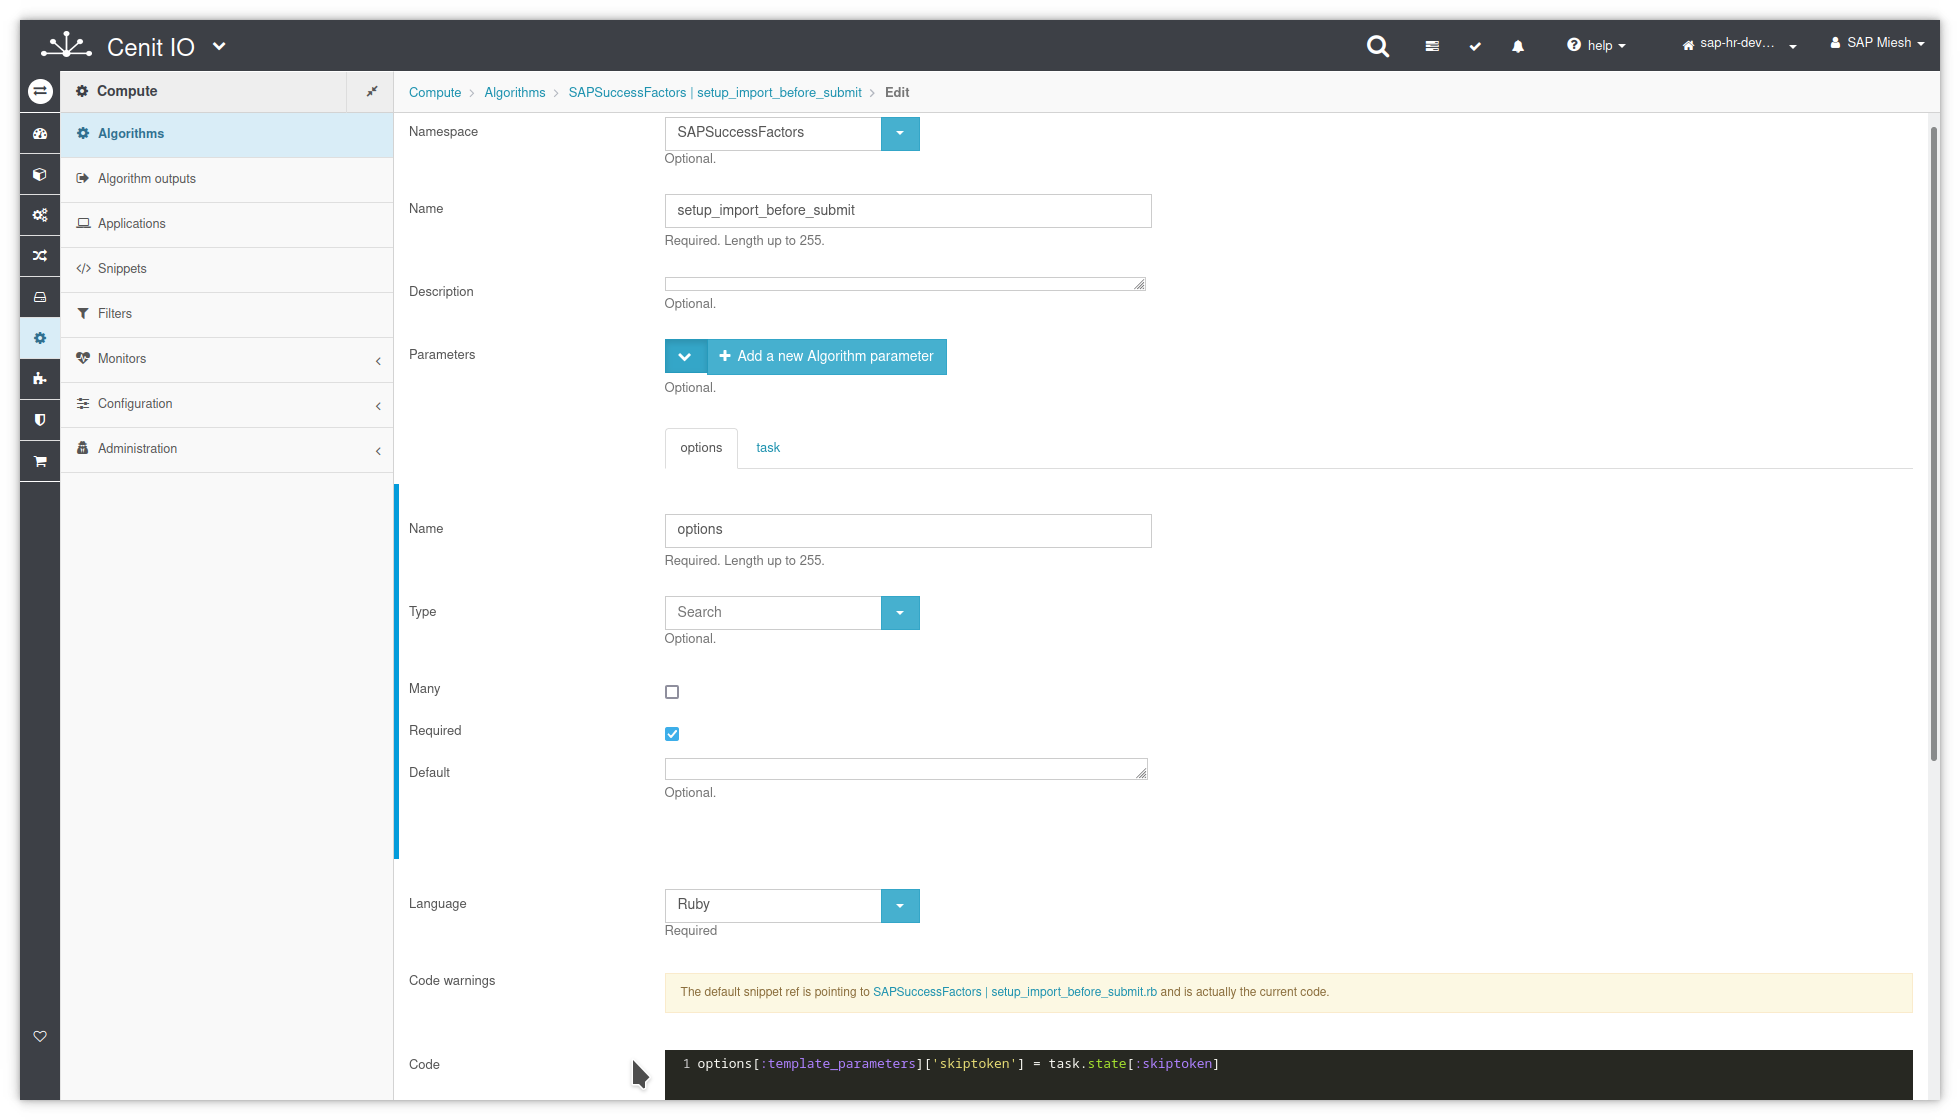 Cenit IO
help
sap-hr-dev...
SAP Miesh
Compute
Compute
Algorithms
SAPSuccessFactors | setup_import_before_submit
Edit
Algorithms
Algorithm outputs
Applications
Snippets
Filters
Monitors
Configuration
Administration
Namespace
SAPSuccessFactors
Optional.
Name
setup_import_before_submit
Required. Length up to 255.
Description
Optional.
Parameters
Add a new Algorithm parameter
Optional.
options
task
Name
options
Required. Length up to 255.
Type
Search
Optional.
Many
Required
Default
Optional.
Language
Ruby
Required
Code warnings
The default snippet ref is pointing to SAPSuccessFactors | setup_import_before_submit.rb and is actually the current code.
Code
1 options[:template_parameters]['skiptoken'] = task.state[:skiptoken]